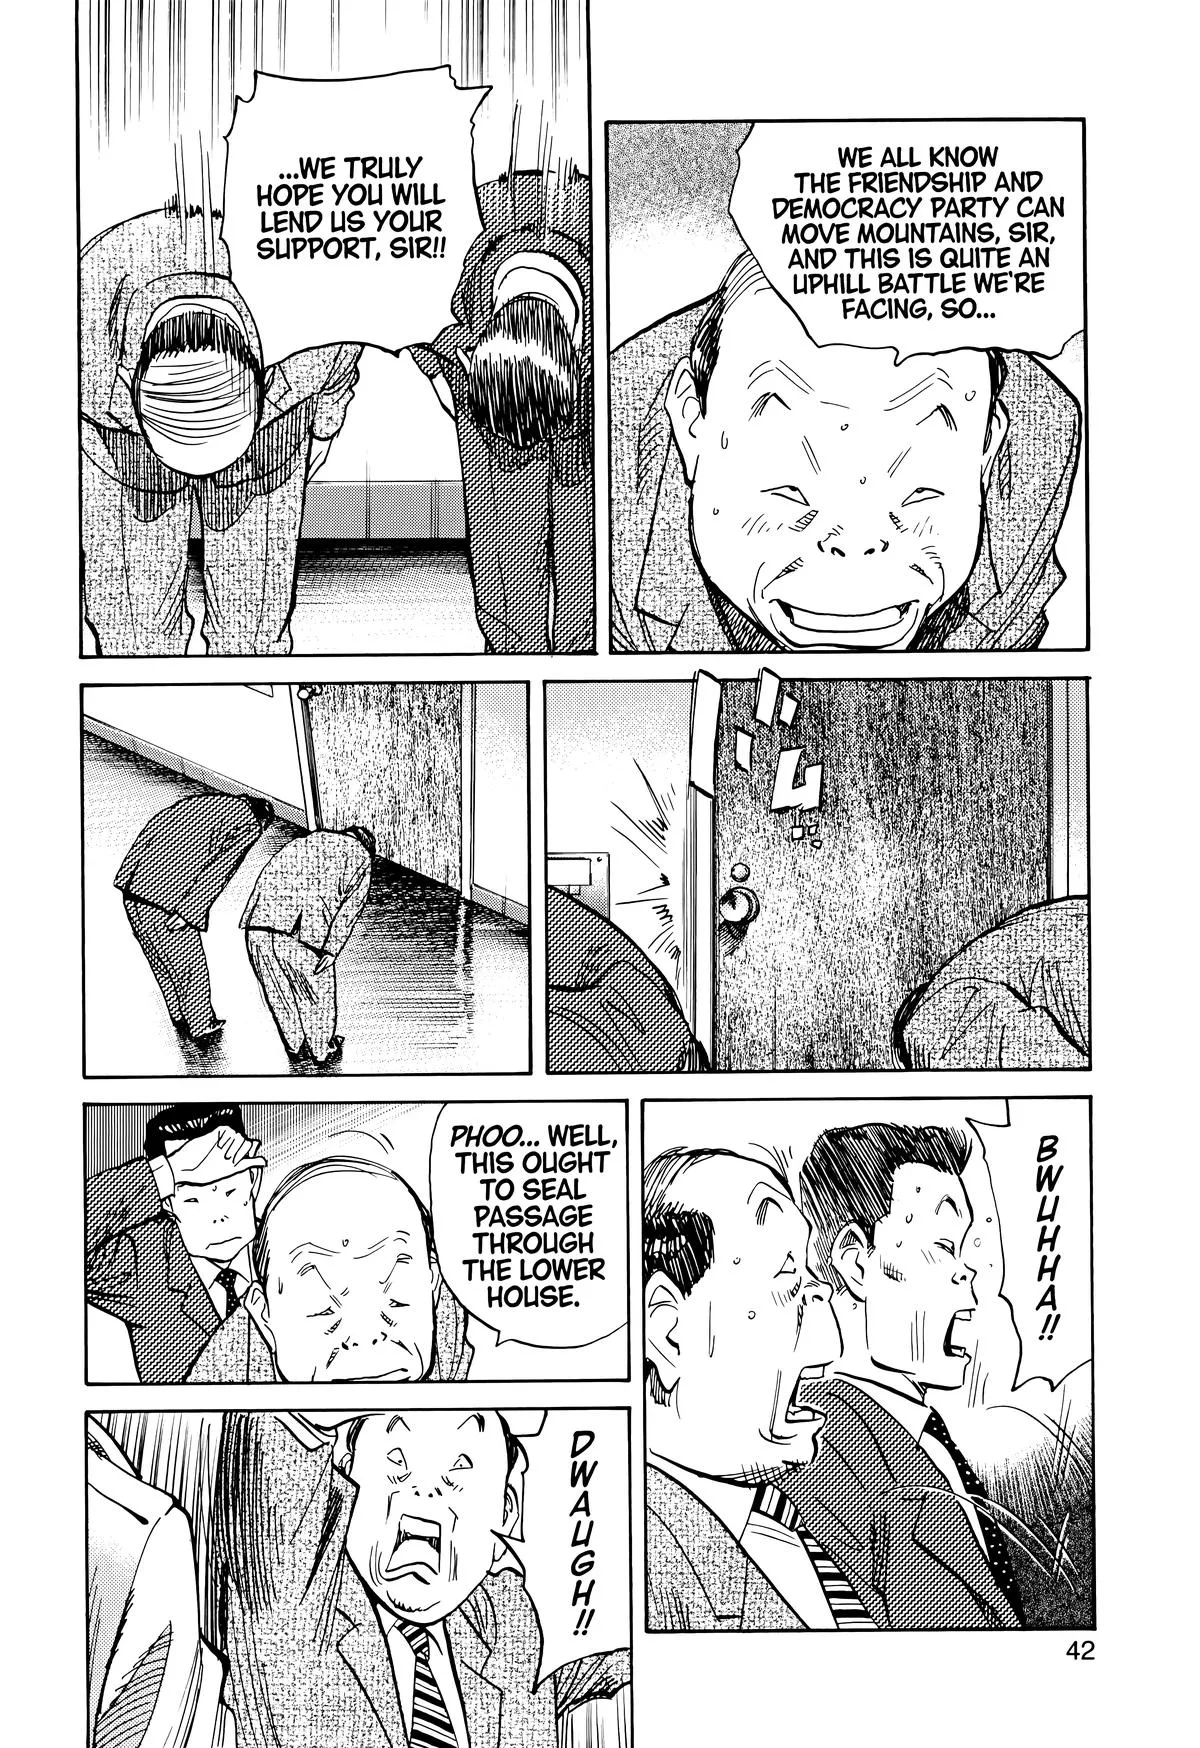 WE ALL KNOW
THE FRIENDSHIP AND
DEMOCRACY PARTY CAN
MOVE MOUNTAINS, SIR,
AND THIS IS QUITE AN
UPHILL BATTLE WE'RE
FACING, SO...
...WE TRULY
HOPE YOU WILL
LEND US YOUR
SUPPORT, SIR!!
バム
BWUHHA!!
PHOO... WELL,
THIS OUGHT
TO SEAL
PASSAGE
THROUGH
THE LOWER
HOUSE.
DWAUGH!!
42